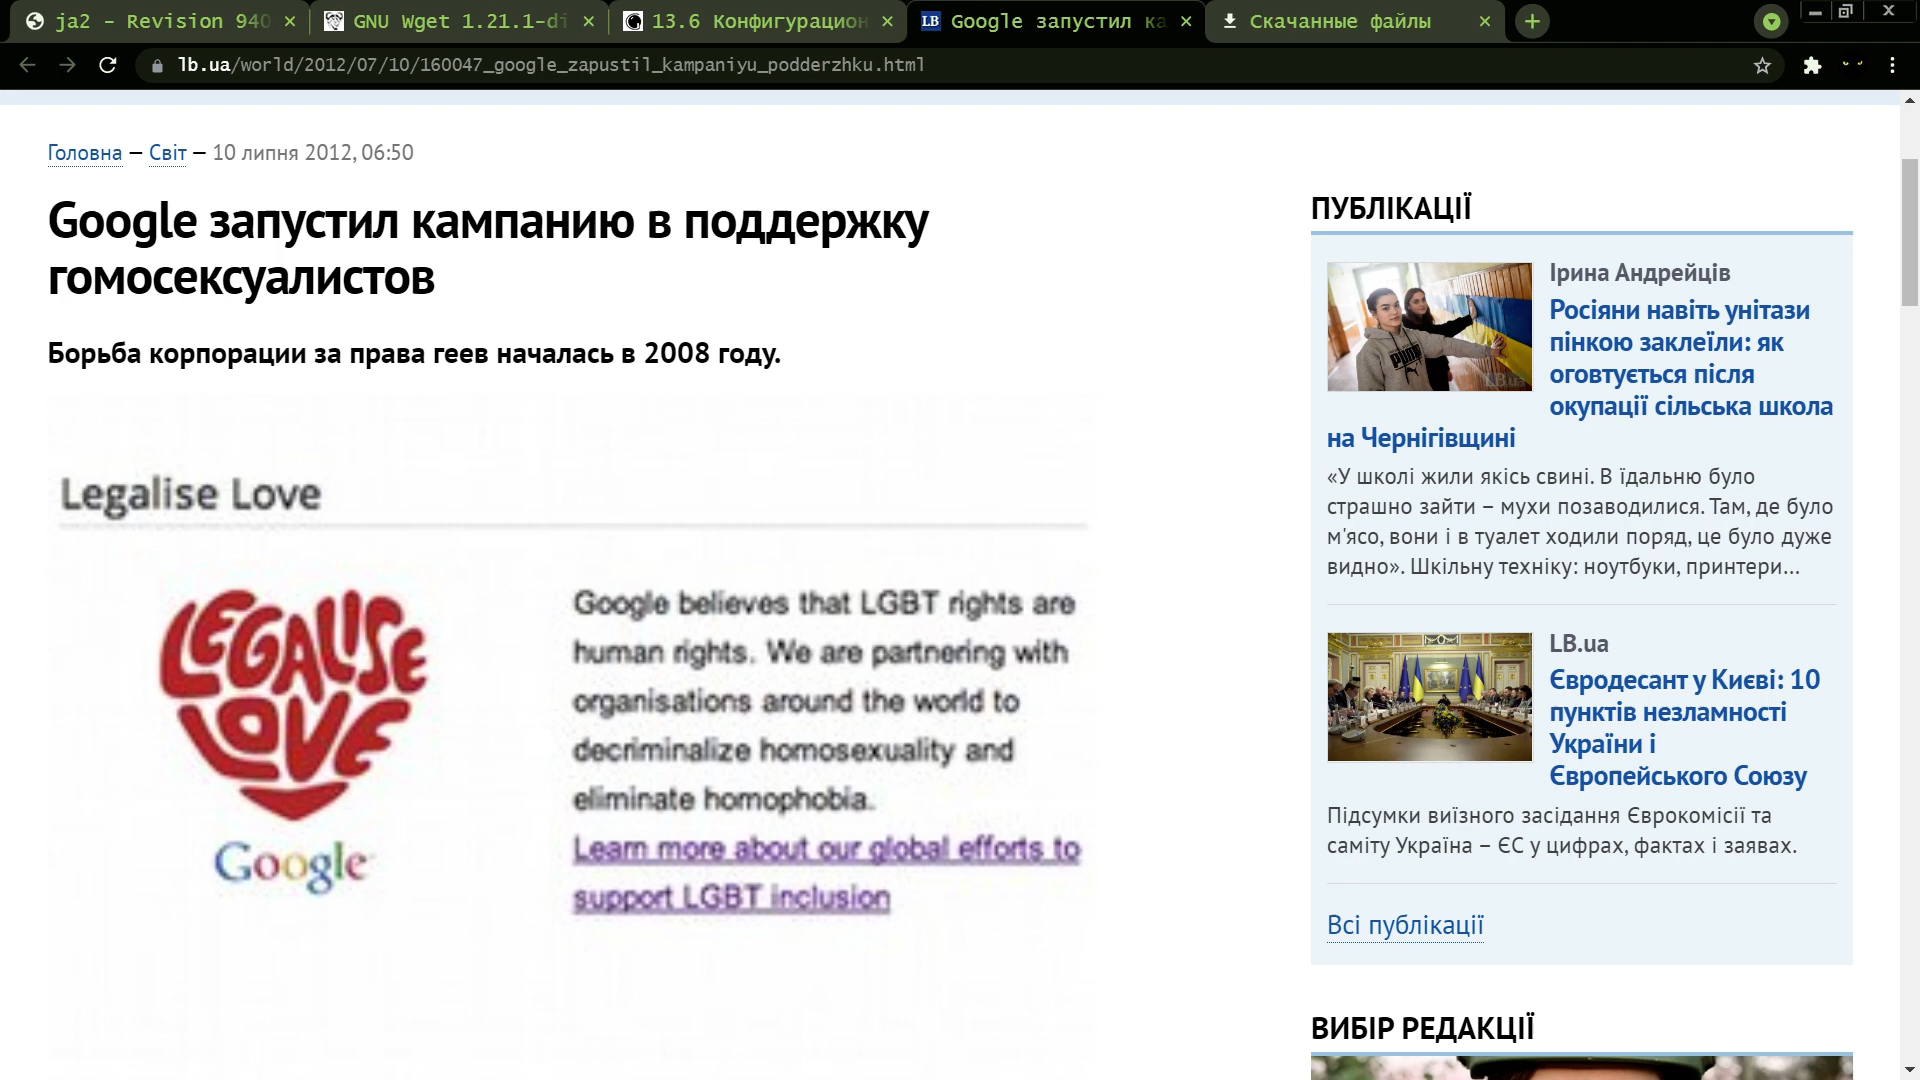 ja2 - Revision 940
GNU Wget 1.21.1-di
13.6 Конфигурацион
LB Google запустил ка
Скачанные файлы
lb.ua/world/2012/07/10/160047_google_zapustil_kampaniyu_podderzhku.html
Головна — Світ — 10 липня 2012, 06:50
Google запустил кампанию в поддержку
гомосексуалистов
Борьба корпорации за права геев началась в 2008 году.
Legalise Love
LEGALISE
LOVE
Google
Google believes that LGBT rights are
human rights. We are partnering with
organisations around the world to
decriminalize homosexuality and
eliminate homophobia.
Learn more about our global efforts to
support LGBT inclusion
ПУБЛІКАЦІЇ
Ірина Андрейців
Росіяни навіть унітази
пінкою заклеїли: як
оговтується після
окупації сільська школа
на Чернігівщині
«У школі жили якісь свині. В їдальню було
страшно зайти – мухи позаводилися. Там, де було
м'ясо, вони і в туалет ходили поряд, це було дуже
видно». Шкільну техніку: ноутбуки, принтери...
PUMA
LB.ua
LB.ua
Євродесант у Києві: 10
пунктів незламності
України і
Європейського Союзу
Підсумки виїзного засідання Єврокомісії та
саміту Україна – ЄС у цифрах, фактах і заявах.
Всі публікації
ВИБІР РЕДАКЦІЇ